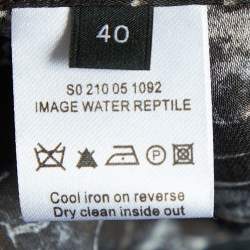 40
S0 210 05 1092
IMAGE WATER REPTILE
P
Cool iron on reverse
Dry clean inside out